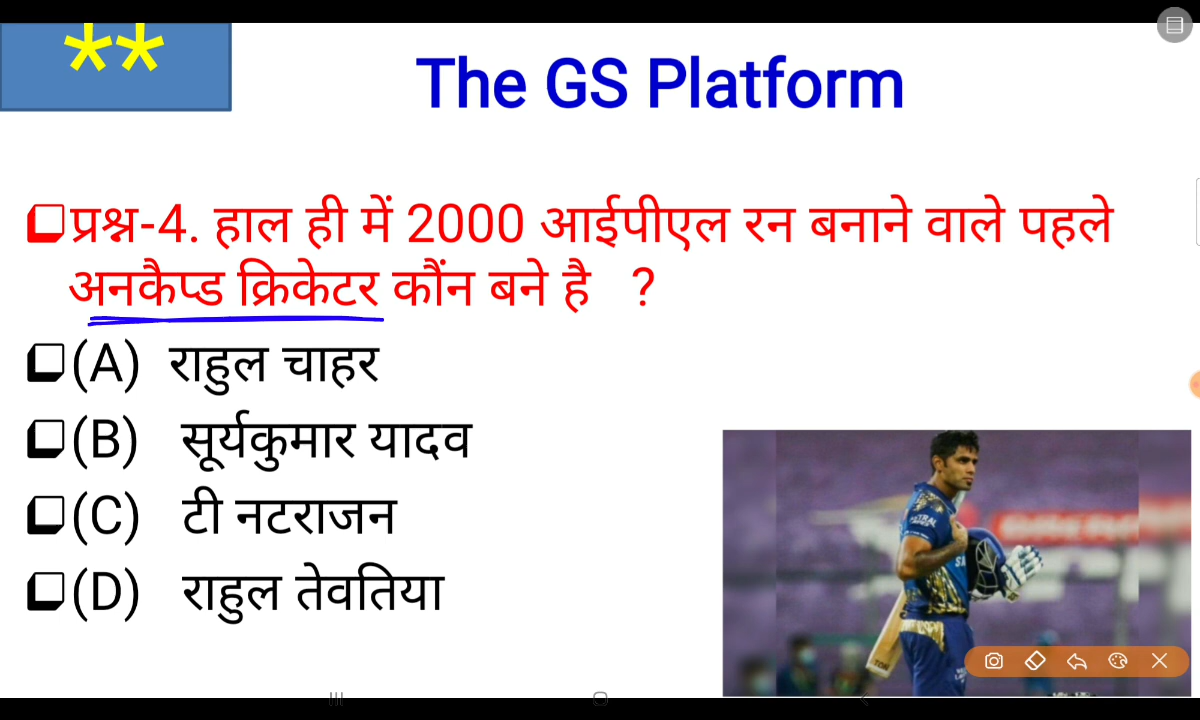 **
The GS Platform
प्रश्न-4. हाल ही में 2000 आईपीएल रन बनाने वाले पहले
अनकैप्ड क्रिकेटर कौंन बने है ?
(A) राहुल चाहर
(B) सूर्यकुमार यादव
(C) टी नटराजन
(D) राहुल तेवतिया